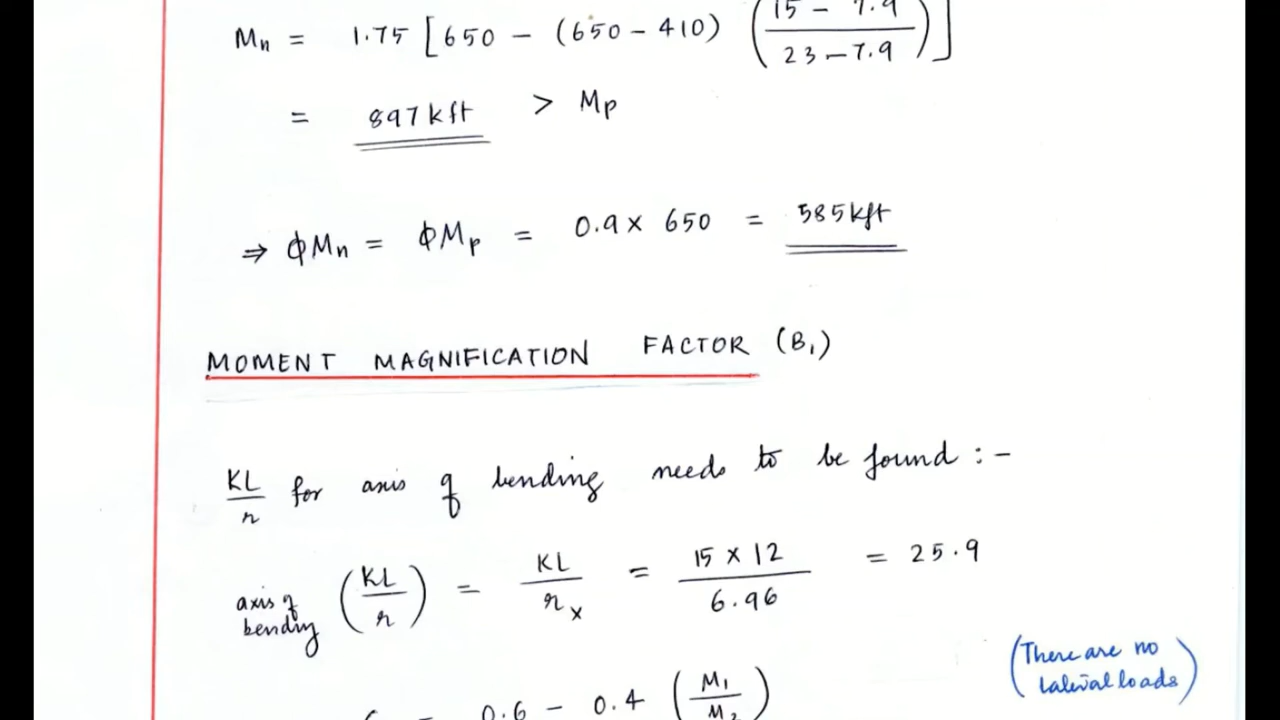 Mn = 1.75 [650 - (650 - 410) (15 - 7.9 / 23 - 7.9)]
= 897 kft > Mp
⇒ ϕMn = ϕMp = 0.9 x 650 = 585 kft
MOMENT MAGNIFICATION FACTOR (B1)
KL/r for axis of bending needs to be found :-
axis of bending (KL/r) = KL/rx = 15 x 12 / 6.96 = 25.9
(There are no
lateral loads)
= 0.6 - 0.4 (M1/M2)